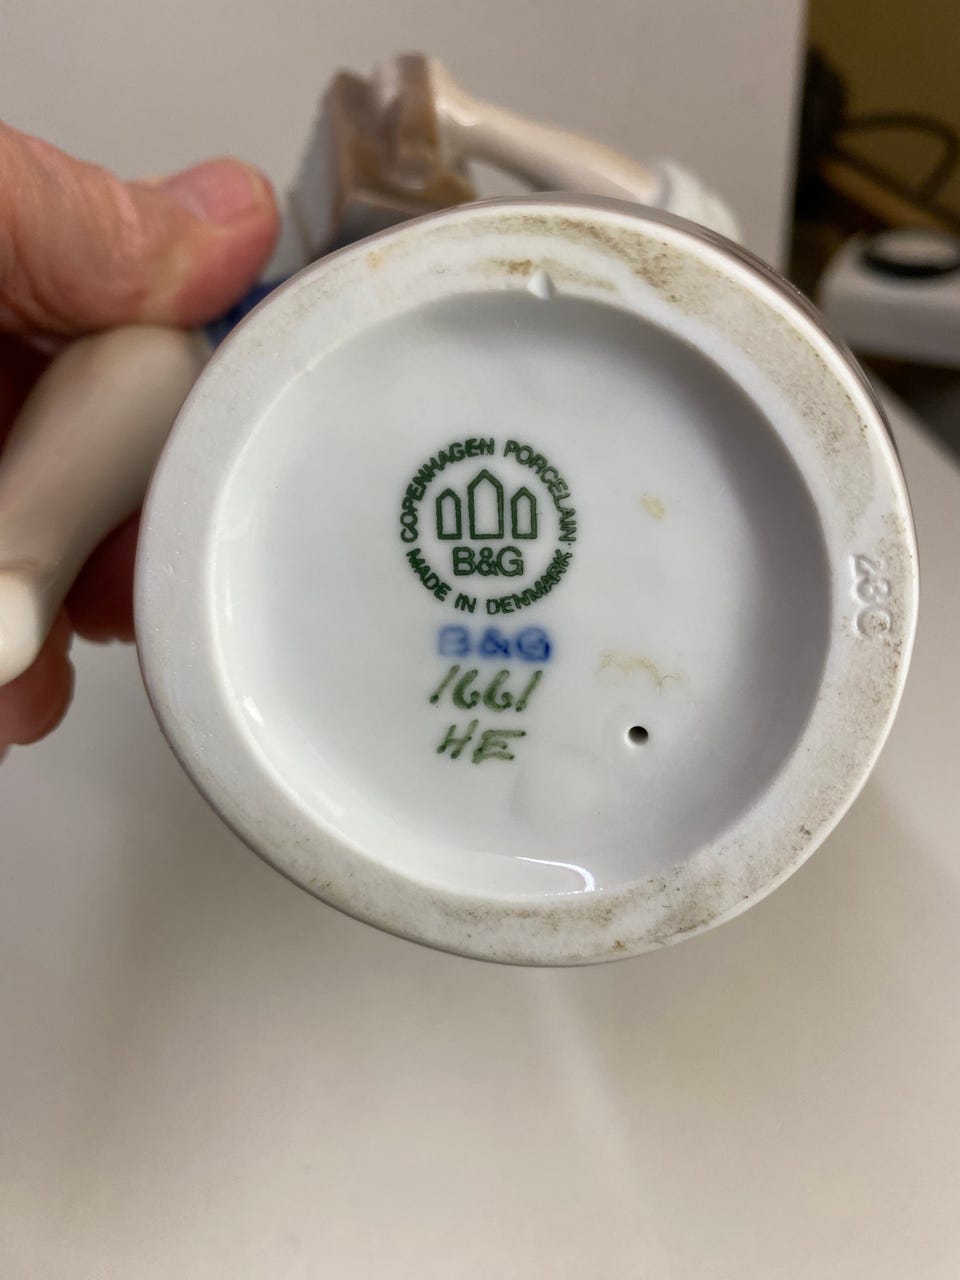 COPENHAGEN PORCELAIN
B&G
MADE IN DENMARK
B&G
1661
HE